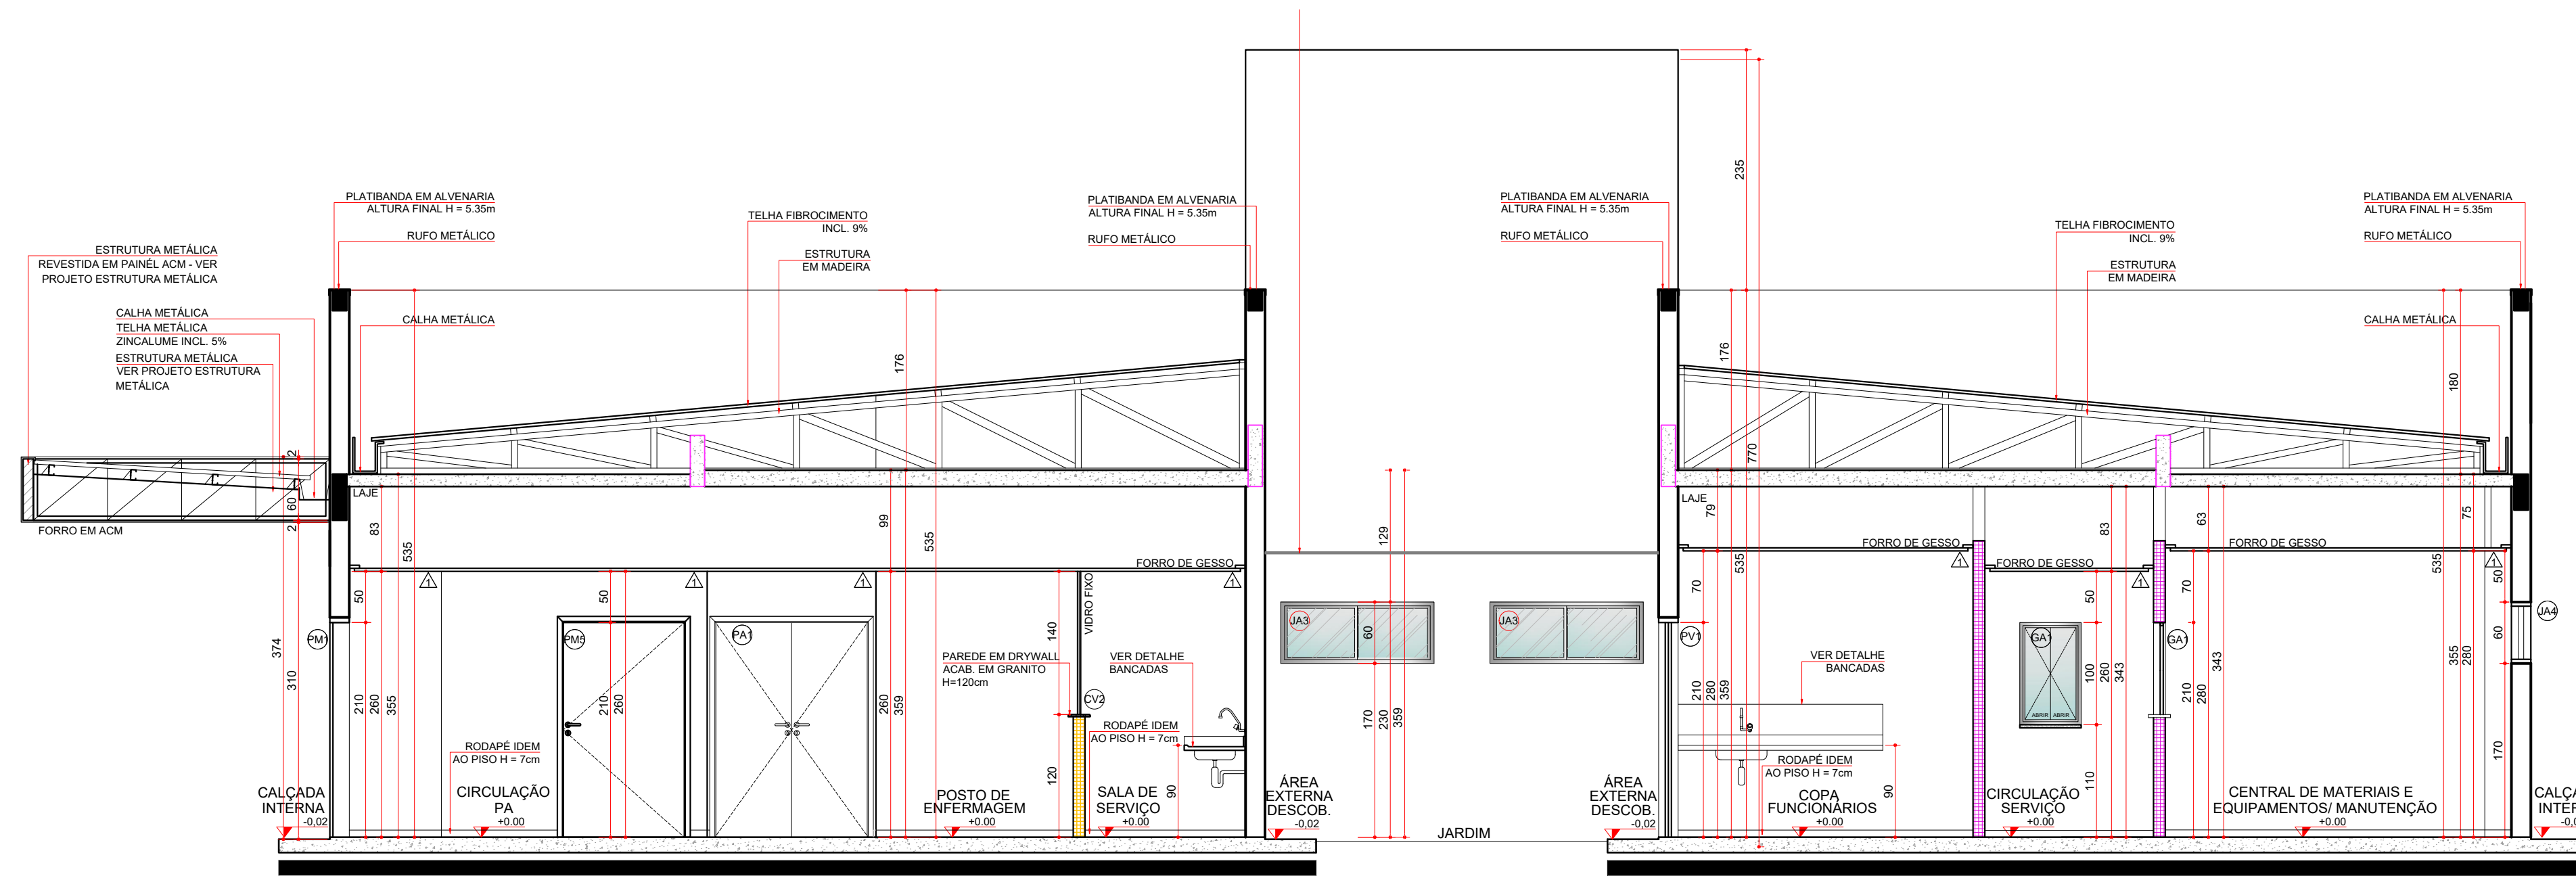 PLATIBANDA EM ALVENARIA
ALTURA FINAL H = 5.35m
RUFO METÁLICO
ESTRUTURA METÁLICA
REVESTIDA EM PAINÉL ACM - VER
PROJETO ESTRUTURA METÁLICA
CALHA METÁLICA
TELHA METÁLICA
ZINCALUME INCL. 5%
ESTRUTURA METÁLICA
VER PROJETO ESTRUTURA
METÁLICA
CALHA METÁLICA
TELHA FIBROCIMENTO
INCL. 9%
ESTRUTURA
EM MADEIRA
PLATIBANDA EM ALVENARIA
ALTURA FINAL H = 5.35m
RUFO METÁLICO
PLATIBANDA EM ALVENARIA
ALTURA FINAL H = 5.35m
RUFO METÁLICO
235
770
TELHA FIBROCIMENTO
INCL. 9%
ESTRUTURA
EM MADEIRA
PLATIBANDA EM ALVENARIA
ALTURA FINAL H = 5.35m
RUFO METÁLICO
CALHA METÁLICA
176
176
180
2
60
2
FORRO EM ACM
374
310
LAJE
83
535
99
535
129
LAJE
79
535
83
63
75
535
FORRO DE GESSO
FORRO DE GESSO
FORRO DE GESSO
FORRO DE GESSO
1
1
1
1
1
1
1
50
210
260
355
PM1
50
210
260
PM5
PA1
260
359
140
120
VIDRO FIXO
PAREDE EM DRYWALL
ACAB. EM GRANITO
H=120cm
CV2
VER DETALHE
BANCADAS
RODAPÉ IDEM
AO PISO H = 7cm
90
RODAPÉ IDEM
AO PISO H = 7cm
JA3
60
JA3
170
230
359
70
PV1
210
280
359
VER DETALHE
BANCADAS
RODAPÉ IDEM
AO PISO H = 7cm
90
50
GA1
ABRIR
ABRIR
100
260
343
110
70
GA1
210
280
343
50
JA4
60
355
280
170
CALÇADA
INTERNA
-0,02
CIRCULAÇÃO
PA
+0.00
POSTO DE
ENFERMAGEM
+0.00
SALA DE
SERVIÇO
+0.00
ÁREA
EXTERNA
DESCOB.
-0,02
JARDIM
ÁREA
EXTERNA
DESCOB.
-0,02
COPA
FUNCIONÁRIOS
+0.00
CIRCULAÇÃO
SERVIÇO
+0.00
CENTRAL DE MATERIAIS E
EQUIPAMENTOS/ MANUTENÇÃO
+0.00